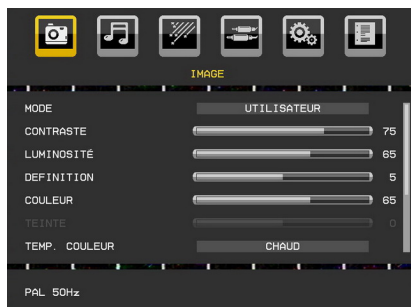 IMAGE
MODE UTILISATEUR
CONTRASTE 75
LUMINOSITÉ 65
DEFINITION 5
COULEUR 65
TEINTE 0
TEMP. COULEUR CHAUD
PAL 50Hz